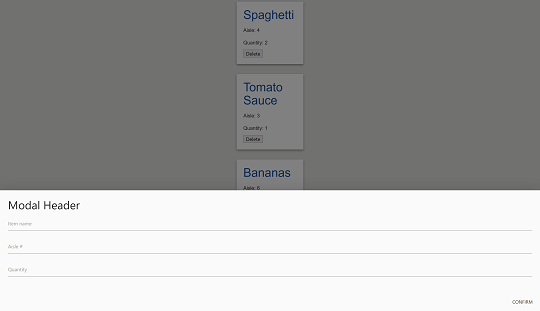 Spaghetti
Aisle: 4
Quantity: 2
Delete
Tomato
Sauce
Aisle: 3
Quantity: 1
Delete
Bananas
Aisle: 0
Modal Header
Item name
Aisle #
Quantity
CONFIRM